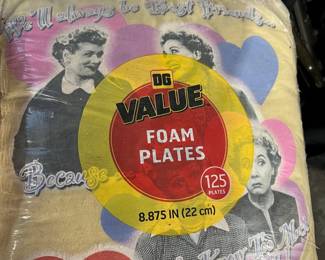 We'll always be Best Friends...
DG
VALUE
FOAM
PLATES
125
PLATES
Because
8.875 IN (22 cm)